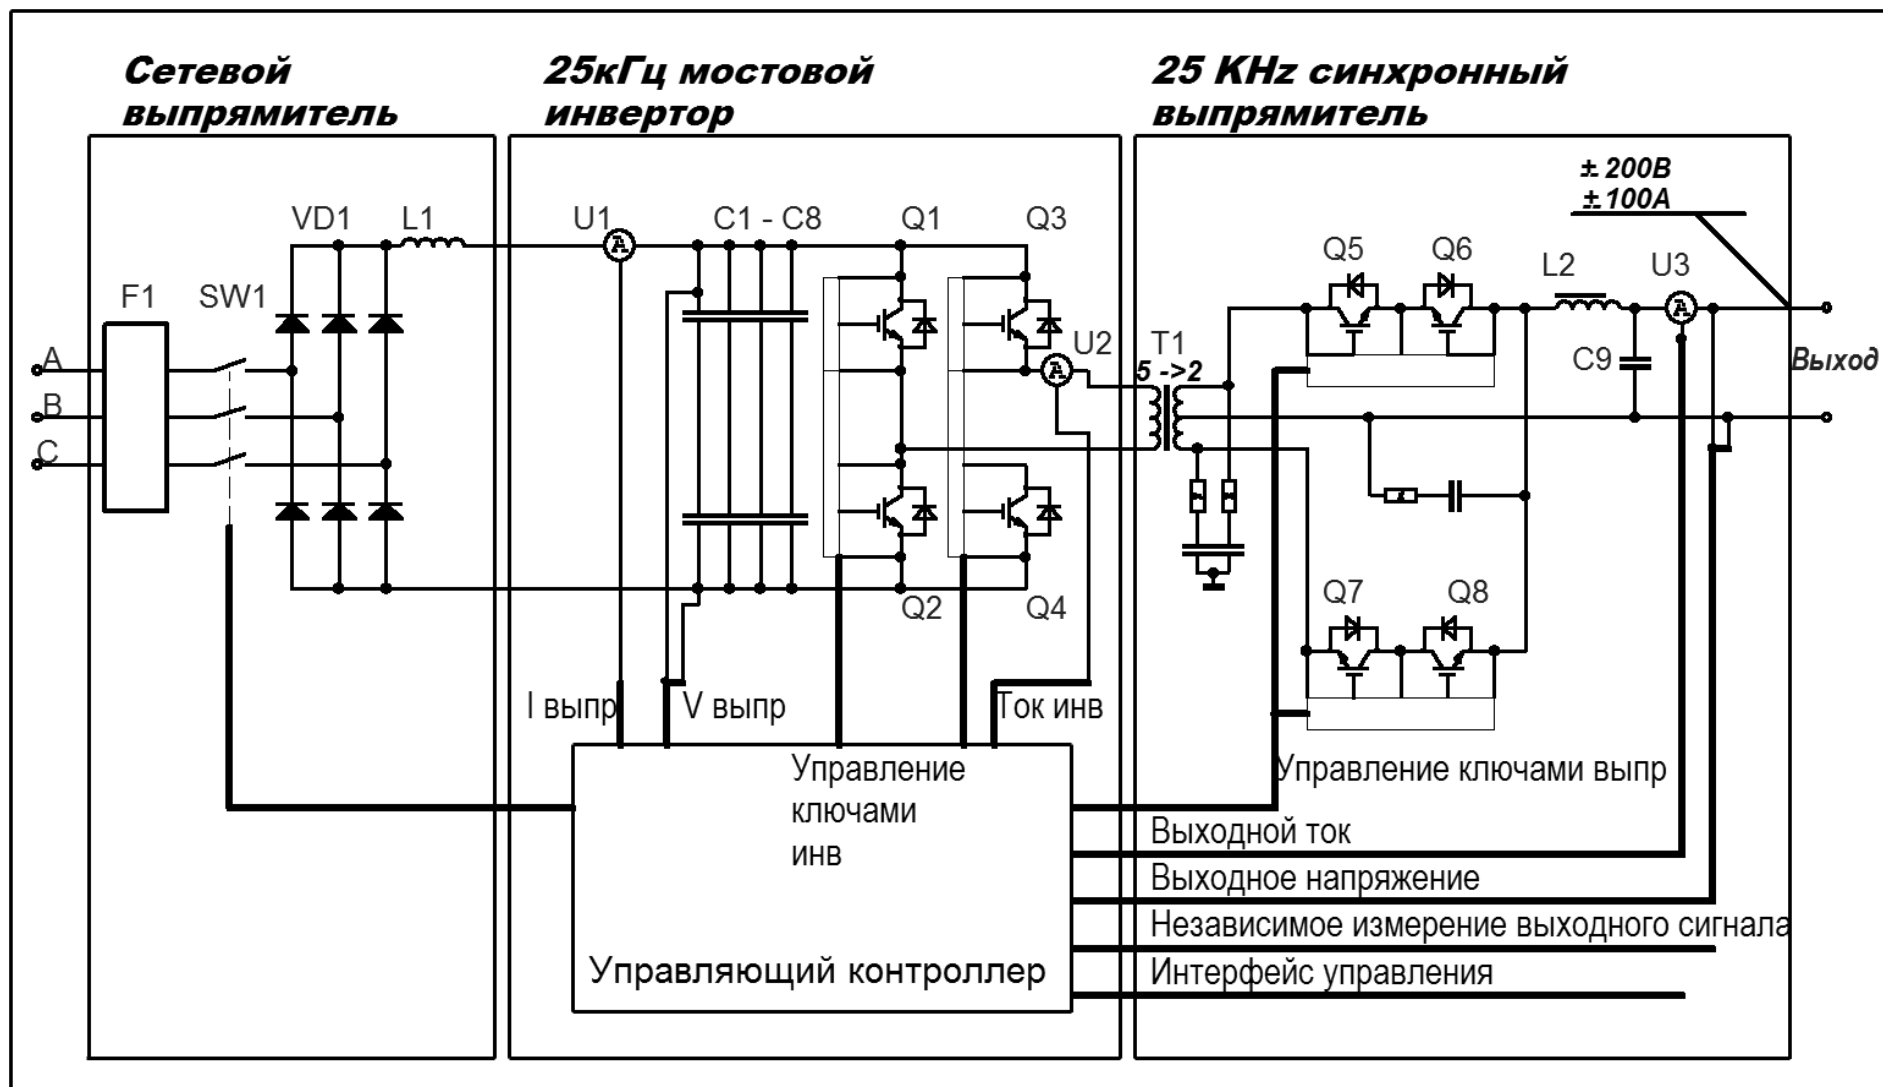 Сетевой
выпрямитель
25кГц мостовой
инвертор
25 KHz синхронный
выпрямитель
± 200В
± 100А
VD1
L1
U1
C1 - C8
Q1
Q3
Q5
Q6
L2
U3
F1
SW1
A
B
C
A
A
A
U2
T1
5 ->2
C9
Выход
Q2
Q4
Q7
Q8
I выпр
V выпр
Ток инв
Управление
ключами
инв
Управляющий контроллер
Управление ключами выпр
Выходной ток
Выходное напряжение
Независимое измерение выходного сигнала
Интерфейс управления